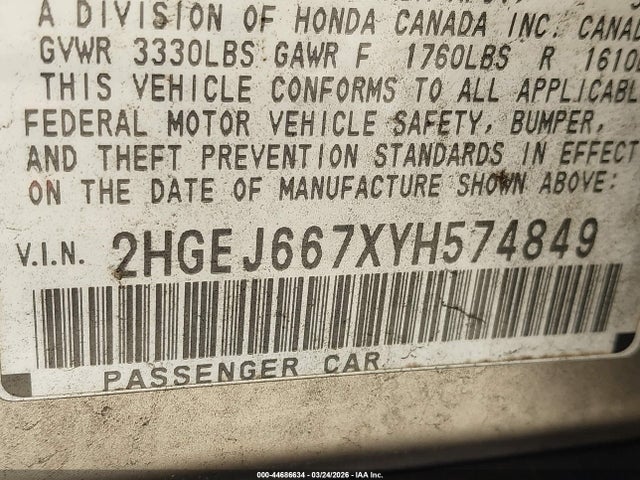 A DIVISION OF HONDA CANADA INC.
GVWR 3330LBS GAWR F 1760LBS R 1610
THIS VEHICLE CONFORMS TO ALL APPLICABL
FEDERAL MOTOR VEHICLE SAFETY, BUMPER,
AND THEFT PREVENTION STANDARDS IN EFFECT
ON THE DATE OF MANUFACTURE SHOWN ABOVE:
V.I.N. 2HGEJ667XYH574849
PASSENGER CAR
000-44686634 - 03/24/2026 - IAA Inc.